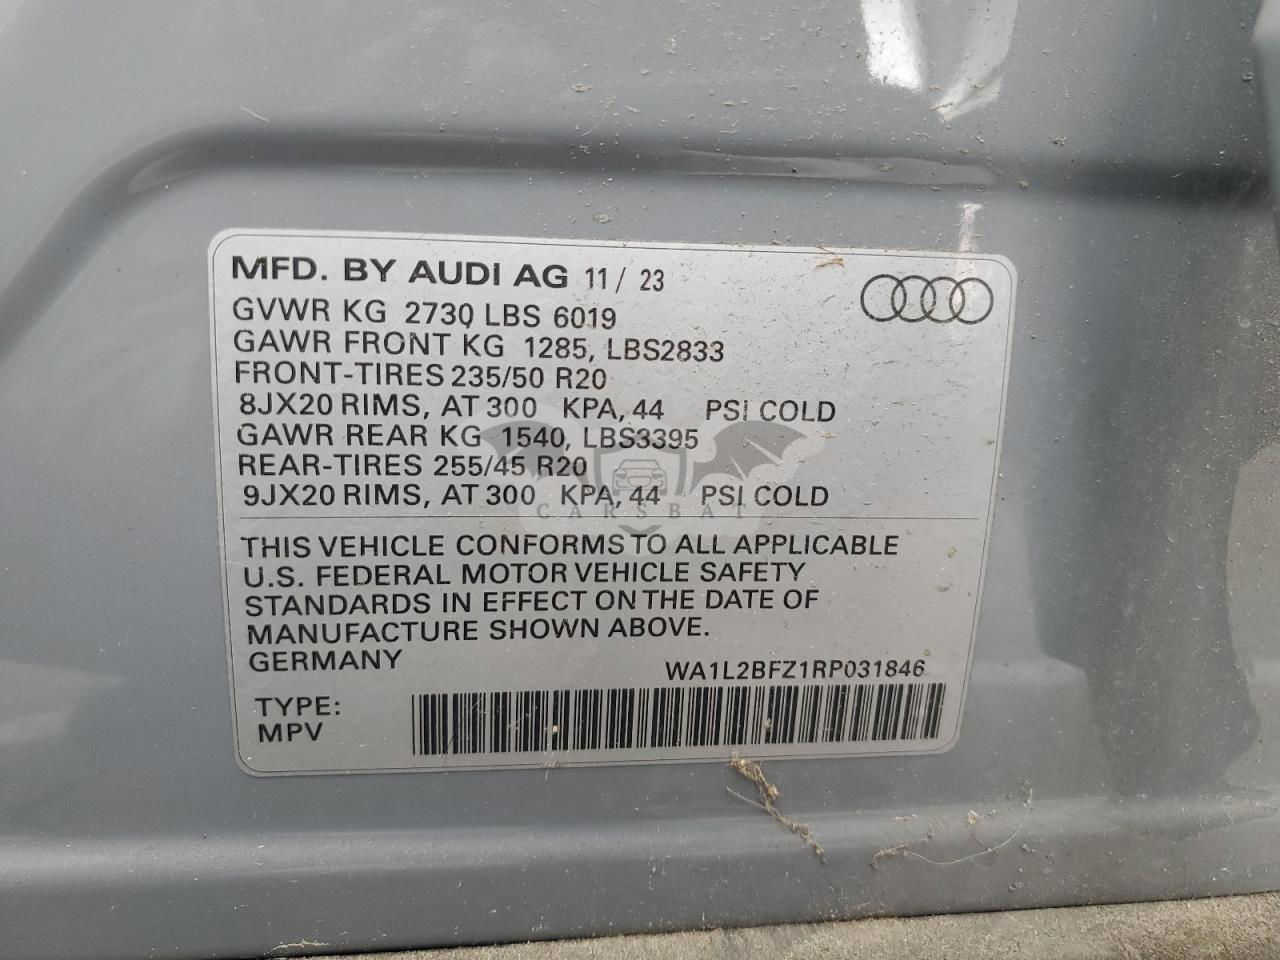 MFD. BY AUDI AG 11 / 23
GVWR KG 2730 LBS 6019
GAWR FRONT KG 1285, LBS2833
FRONT-TIRES 235/50 R20
8JX20 RIMS, AT 300 KPA, 44 PSI COLD
GAWR REAR KG 1540, LBS3395
REAR-TIRES 255/45 R20
9JX20 RIMS, AT 300 KPA, 44 PSI COLD
CARSBAT
THIS VEHICLE CONFORMS TO ALL APPLICABLE
U.S. FEDERAL MOTOR VEHICLE SAFETY
STANDARDS IN EFFECT ON THE DATE OF
MANUFACTURE SHOWN ABOVE.
GERMANY WA1L2BFZ1RP031846
TYPE:
MPV